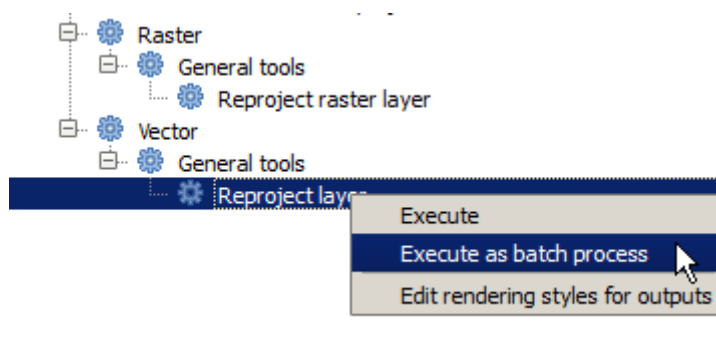 Raster
General tools
Reproject raster layer
Vector
General tools
Reproject layer
Execute
Execute as batch process
Edit rendering styles for outputs